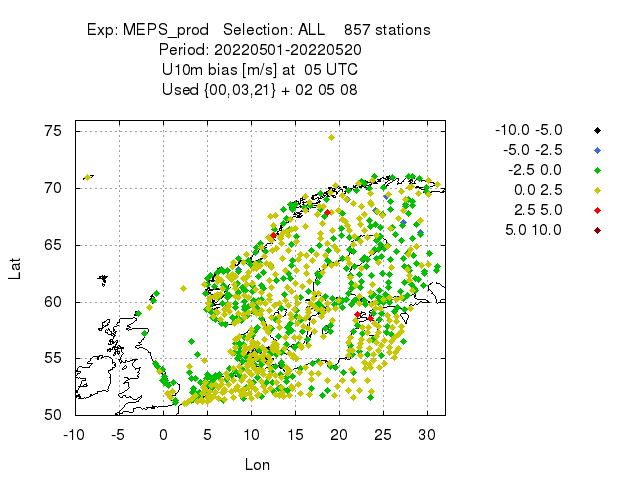 Exp: MEPS_prod   Selection: ALL    857 stations
Period: 20220501-20220520
U10m bias [m/s] at  05 UTC
Used {00,03,21} + 02 05 08
75
70
65
60
55
50
Lat
-10 -5 0 5 10 15 20 25 30
Lon
-10.0 -5.0
-5.0 -2.5
-2.5 0.0
0.0 2.5
2.5 5.0
5.0 10.0